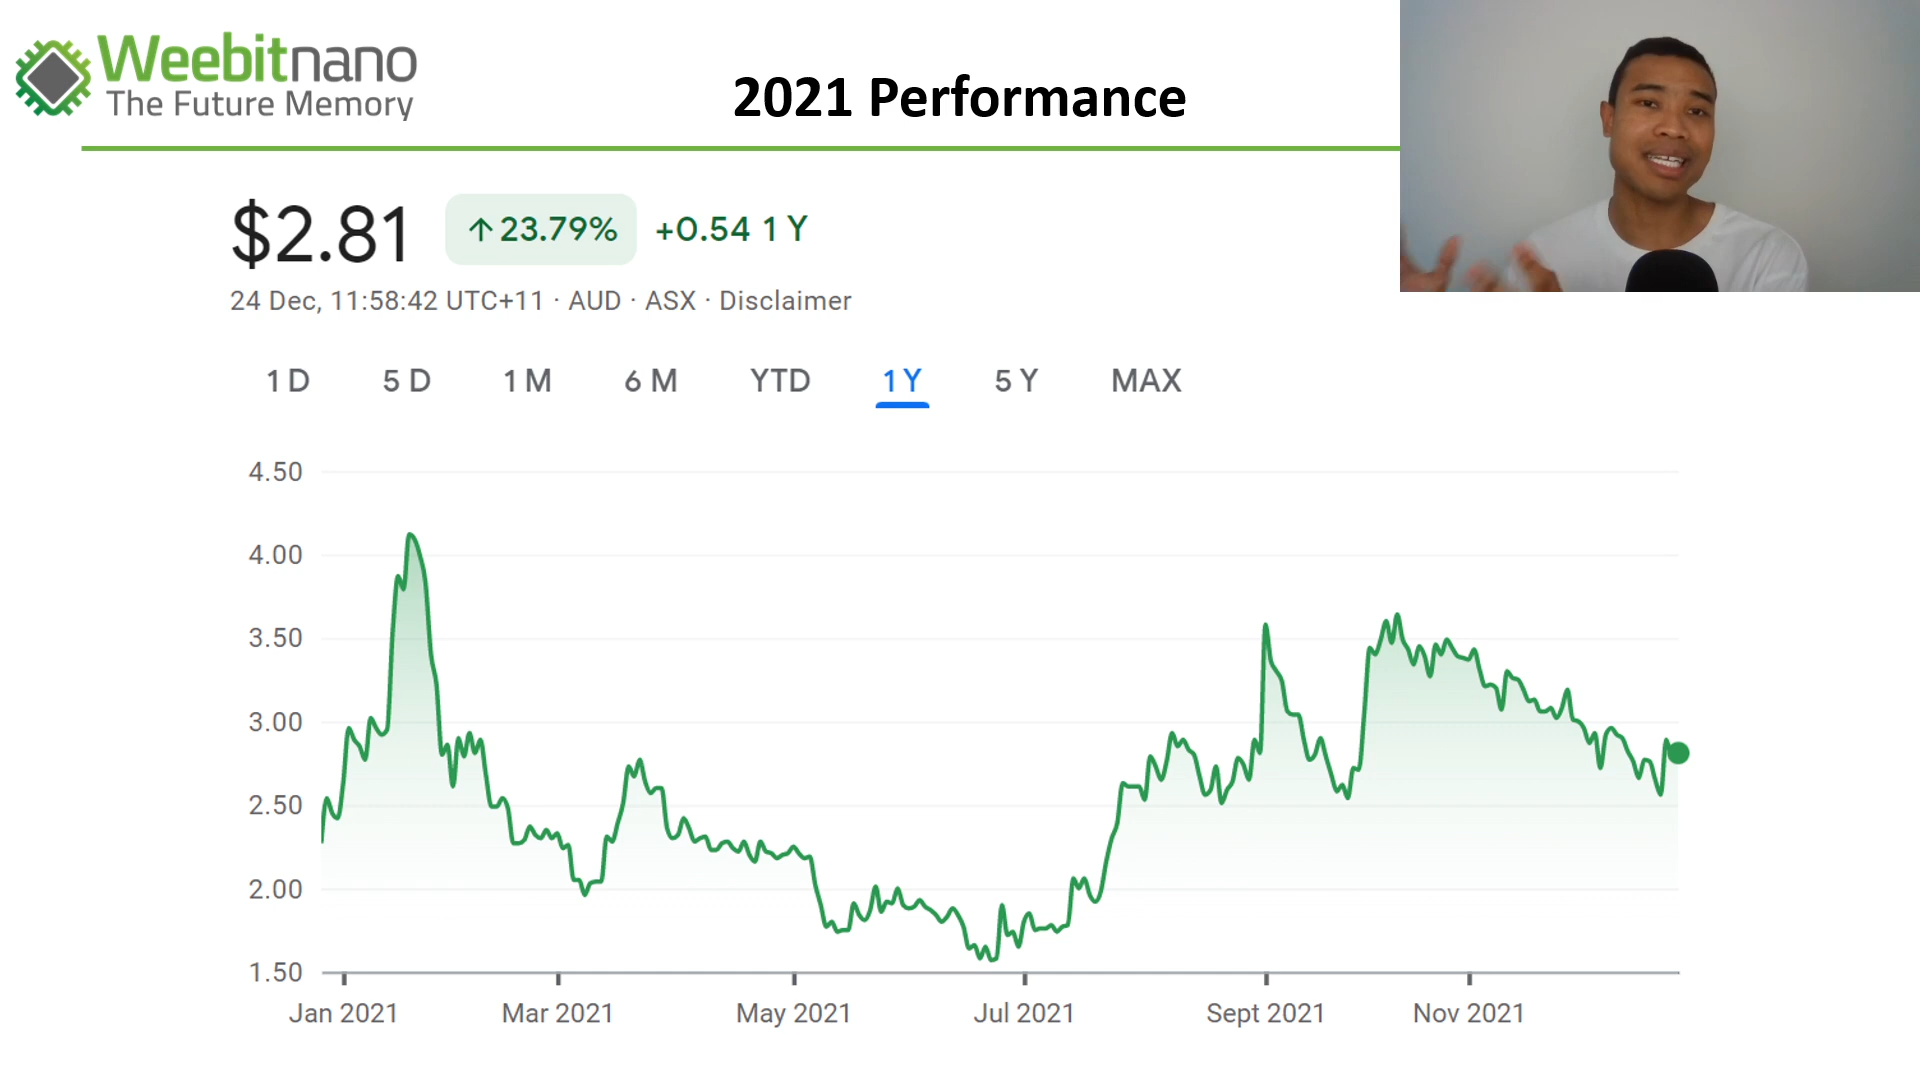 Weebitnano
The Future Memory
2021 Performance
$2.81 ↑23.79% +0.54 1 Y
24 Dec, 11:58:42 UTC+11 · AUD · ASX · Disclaimer
1 D 5 D 1 M 6 M YTD 1 Y 5 Y MAX
4.50
4.00
3.50
3.00
2.50
2.00
1.50
Jan 2021 Mar 2021 May 2021 Jul 2021 Sept 2021 Nov 2021